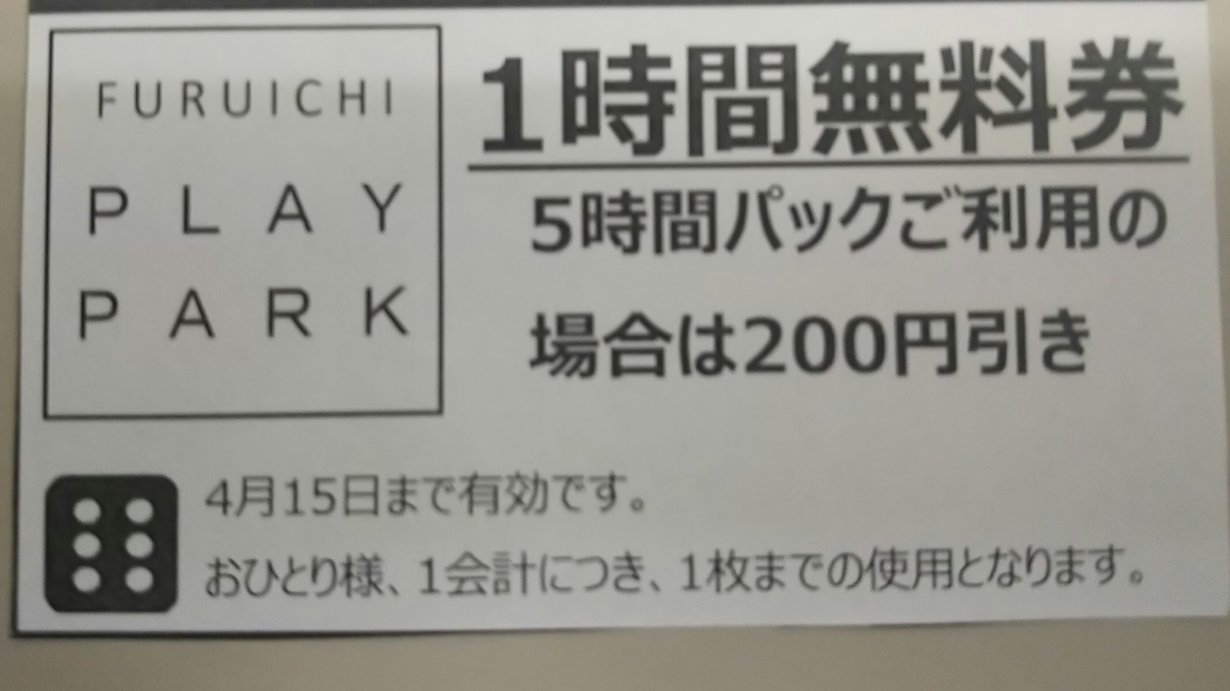 FURUICHI
PLAY
PARK
1時間無料券
5時間パックご利用の
場合は200円引き
4月15日まで有効です。
おひとり様、1会計につき、1枚までの使用となります。